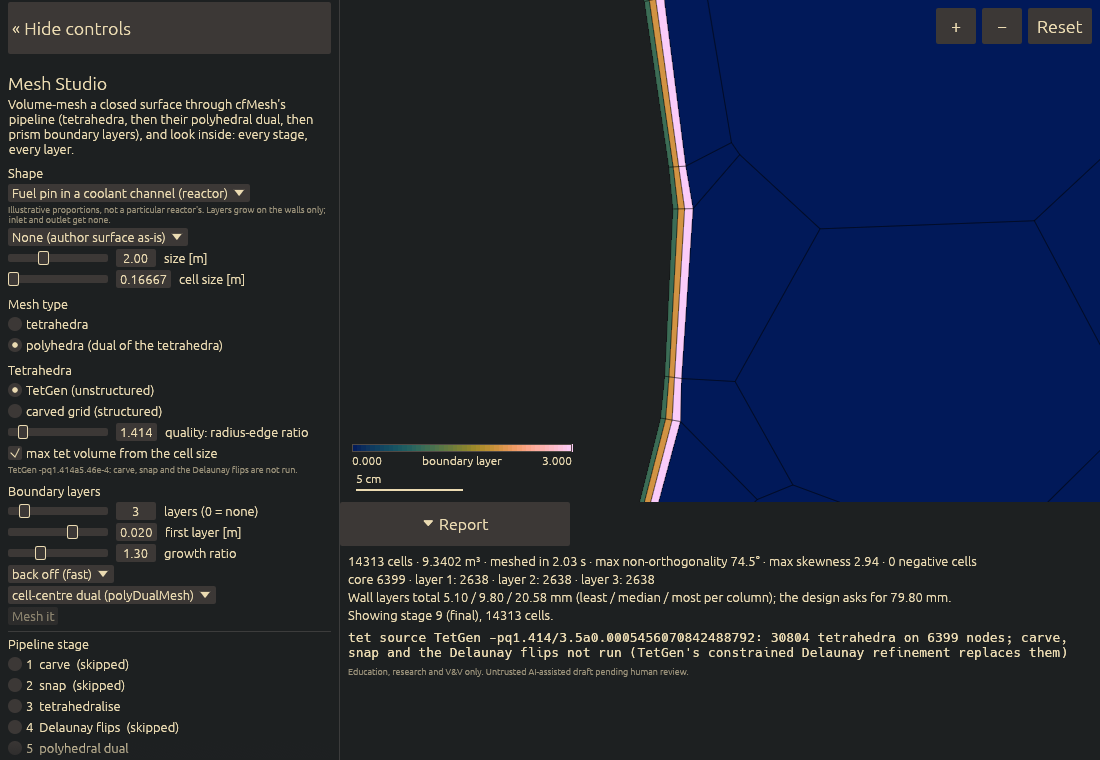 « Hide controls
Mesh Studio
Volume-mesh a closed surface through cfMesh's
pipeline (tetrahedra, then their polyhedral dual, then
prism boundary layers), and look inside: every stage,
every layer.
Shape
Fuel pin in a coolant channel (reactor)
Illustrative proportions, not a particular reactor's. Layers grow on the walls only;
inlet and outlet get none.
None (author surface as-is)
2.00 size [m]
0.16667 cell size [m]
Mesh type
tetrahedra
polyhedra (dual of the tetrahedra)
Tetrahedra
TetGen (unstructured)
carved grid (structured)
1.414 quality: radius-edge ratio
max tet volume from the cell size
TetGen -pq1.414a5.46e-4: carve, snap and the Delaunay flips are not run.
Boundary layers
3 layers (0 = none)
0.020 first layer [m]
1.30 growth ratio
back off (fast)
cell-centre dual (polyDualMesh)
Mesh it
Pipeline stage
1 carve (skipped)
2 snap (skipped)
3 tetrahedralise
4 Delaunay flips (skipped)
5 polyhedral dual
+ − Reset
0.000 boundary layer 3.000
5 cm
Report
14313 cells · 9.3402 m³ · meshed in 2.03 s · max non-orthogonality 74.5° · max skewness 2.94 · 0 negative cells
core 6399 · layer 1: 2638 · layer 2: 2638 · layer 3: 2638
Wall layers total 5.10 / 9.80 / 20.58 mm (least / median / most per column); the design asks for 79.80 mm.
Showing stage 9 (final), 14313 cells.
tet source TetGen -pq1.414/3.5a0.0005456070842488792: 30804 tetrahedra on 6399 nodes; carve,
snap and the Delaunay flips not run (TetGen's constrained Delaunay refinement replaces them)
Education, research and V&V only. Untrusted AI-assisted draft pending human review.